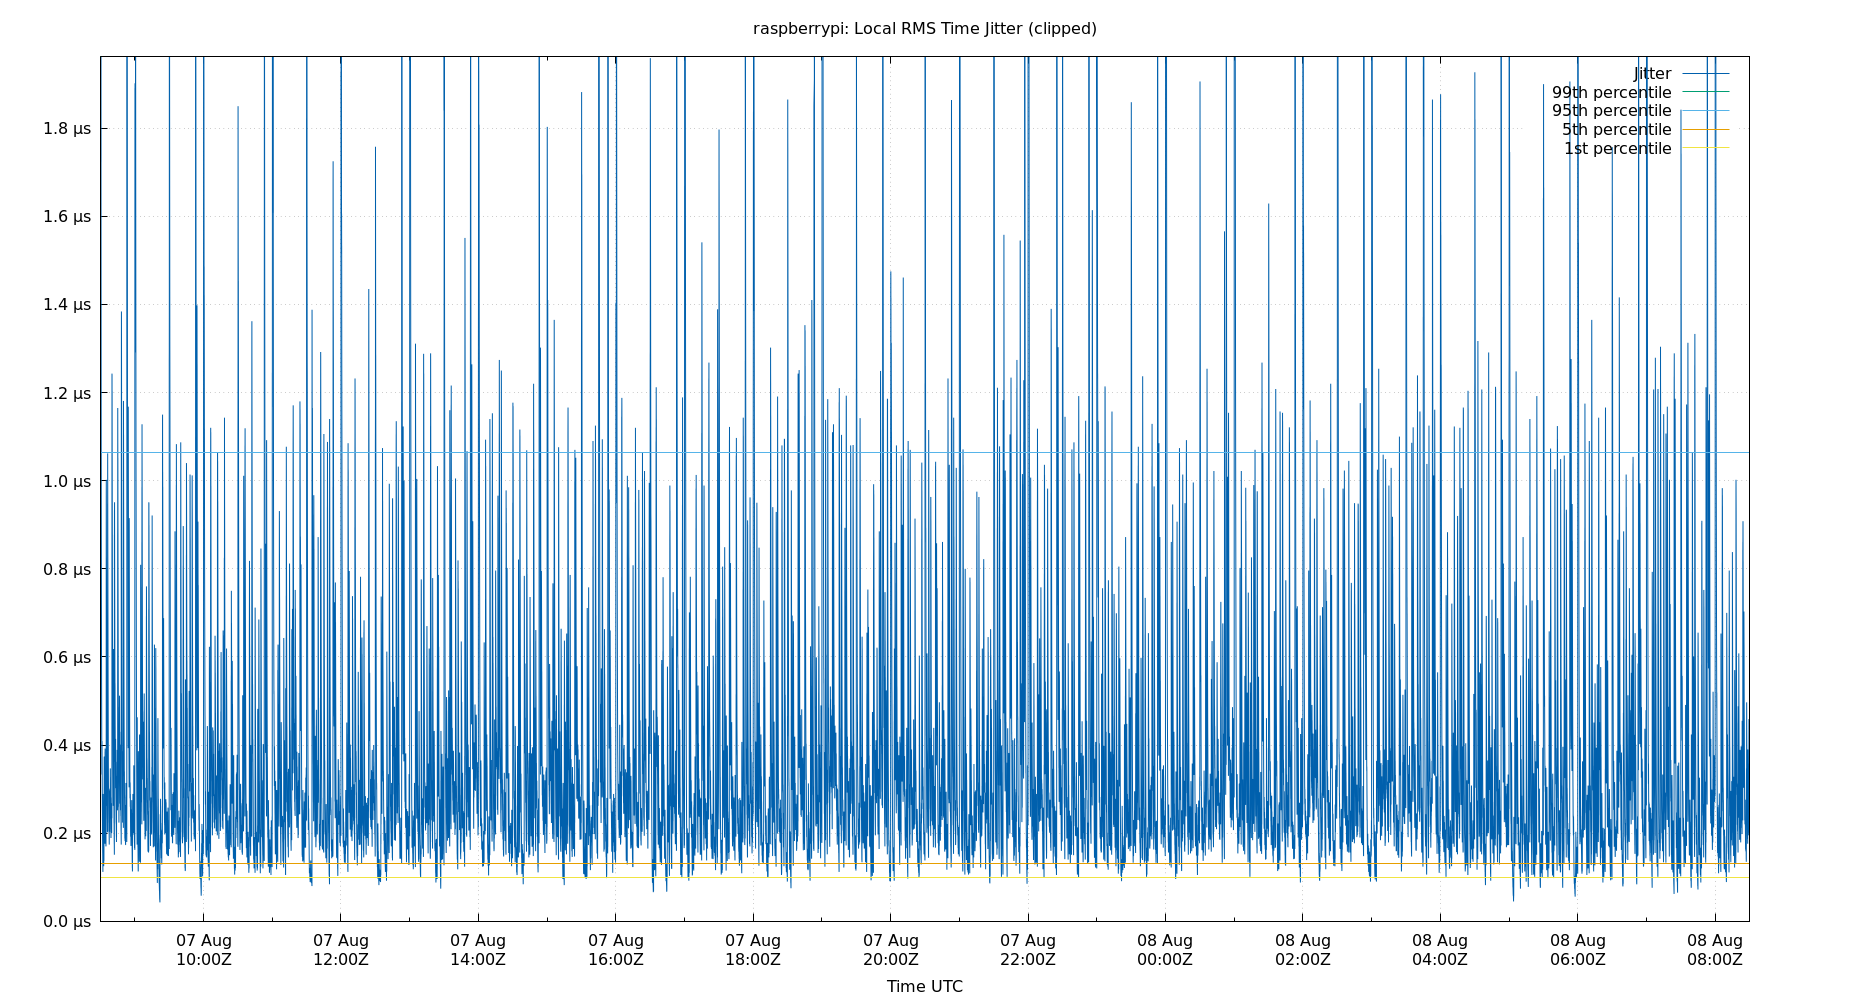 raspberrypi: Local RMS Time Jitter (clipped)
Jitter
99th percentile
95th percentile
5th percentile
1st percentile
1.8 µs
1.6 µs
1.4 µs
1.2 µs
1.0 µs
0.8 µs
0.6 µs
0.4 µs
0.2 µs
0.0 µs
07 Aug 07 Aug 07 Aug 07 Aug 07 Aug 07 Aug 07 Aug 08 Aug 08 Aug 08 Aug 08 Aug 08 Aug
10:00Z 12:00Z 14:00Z 16:00Z 18:00Z 20:00Z 22:00Z 00:00Z 02:00Z 04:00Z 06:00Z 08:00Z
Time UTC